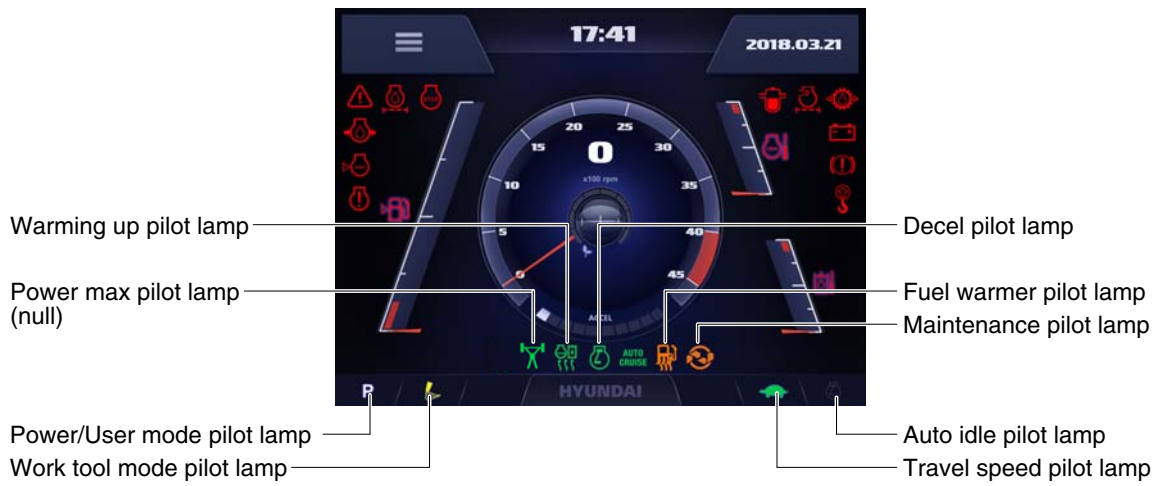 17:41
2018.03.21
STOP
0
x100 rpm
0
5
10
15
20
25
30
35
40
45
ACCEL
AUTO
CRUISE
P
HYUNDAI
Warming up pilot lamp
Power max pilot lamp
(null)
Power/User mode pilot lamp
Work tool mode pilot lamp
Decel pilot lamp
Fuel warmer pilot lamp
Maintenance pilot lamp
Auto idle pilot lamp
Travel speed pilot lamp